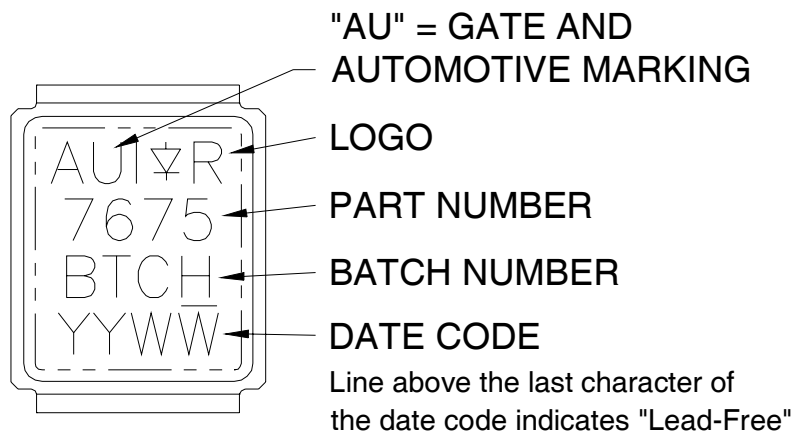 "AU" = GATE AND
AUTOMOTIVE MARKING
AUI R
LOGO
7675
PART NUMBER
BTCH
BATCH NUMBER
YYWW
DATE CODE
Line above the last character of
the date code indicates "Lead-Free"